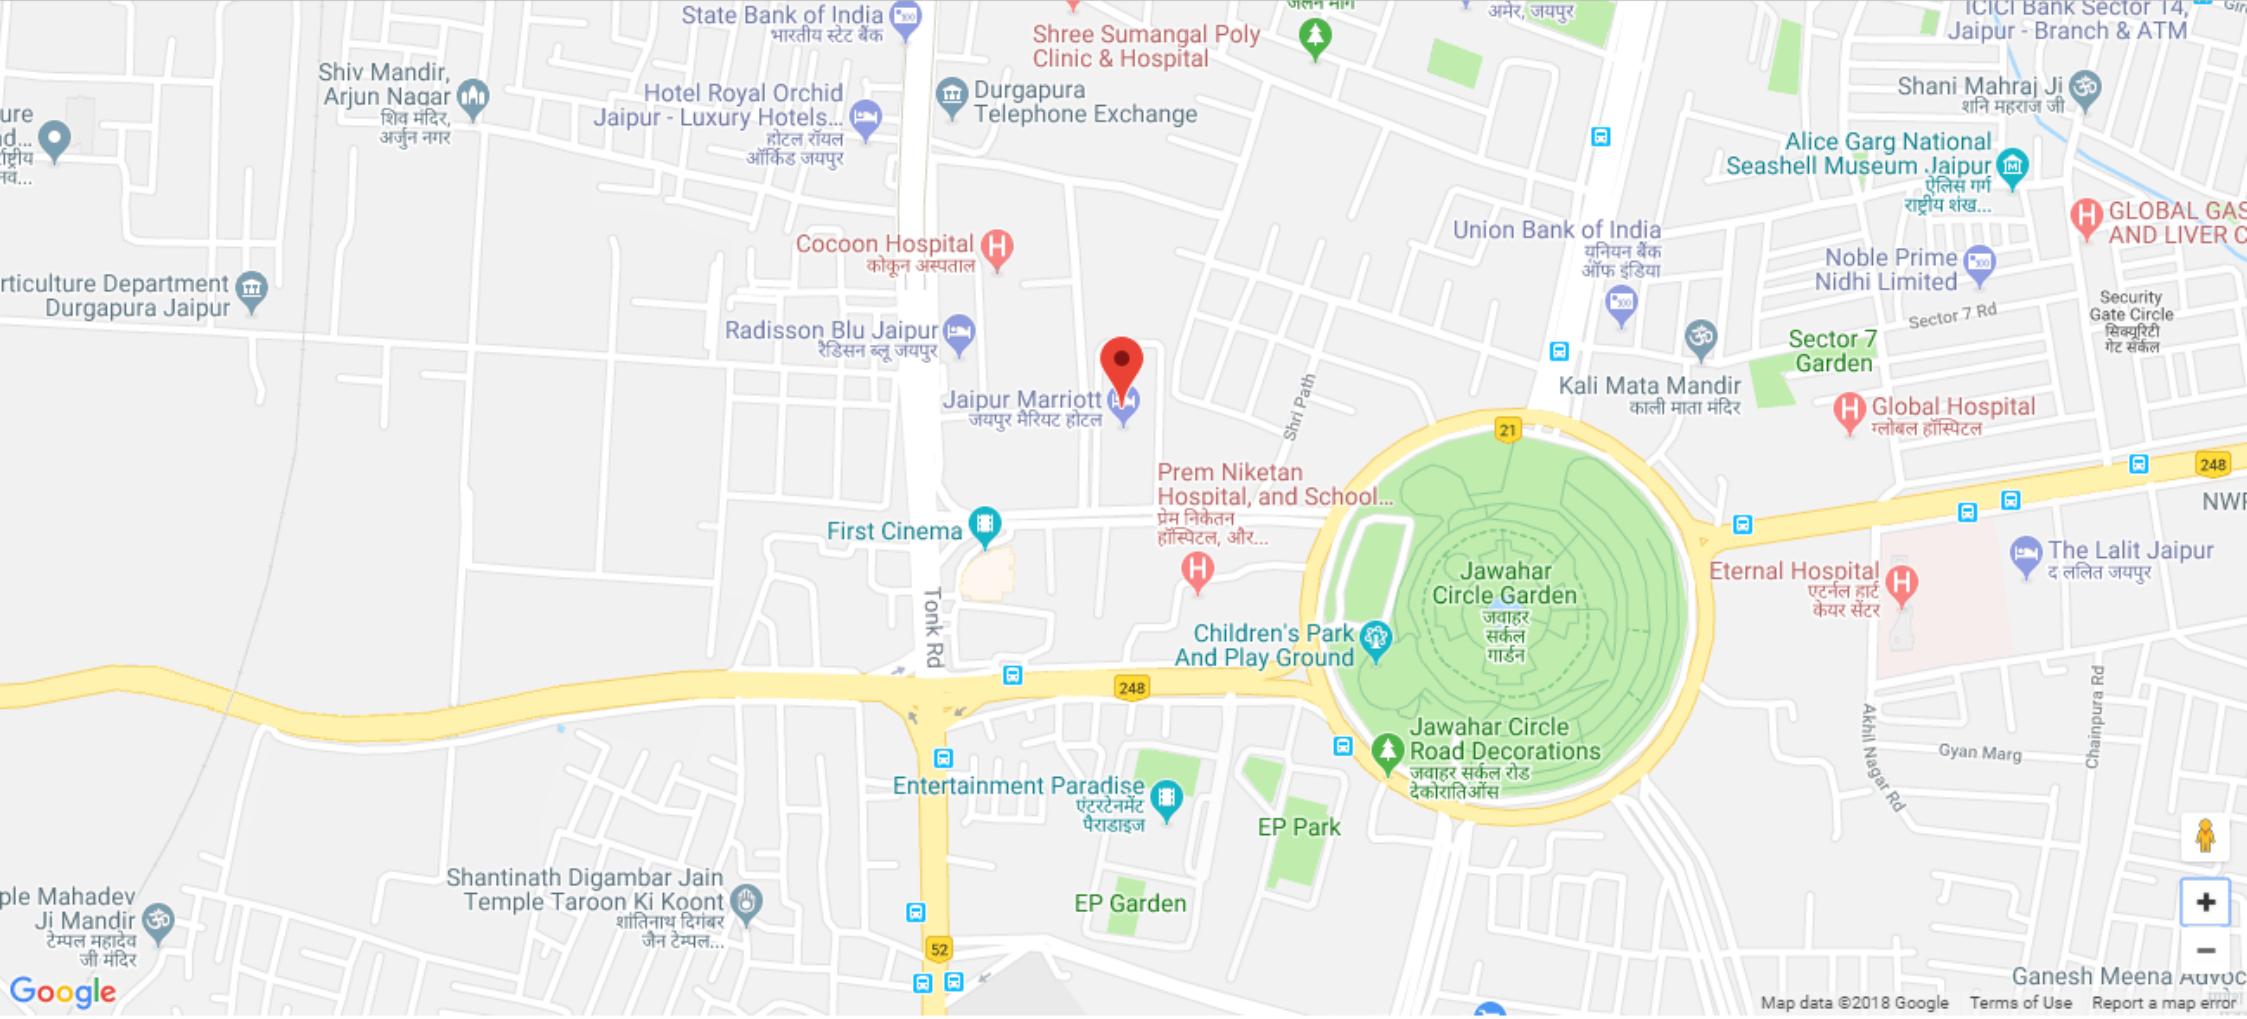 State Bank of India
भारतीय स्टेट बैंक
Shree Sumangal Poly
Clinic & Hospital
जलेन मार्ग
आमेर, जयपुर
ICICI Bank Sector 14,
Jaipur - Branch & ATM
Shiv Mandir,
Arjun Nagar
शिव मंदिर,
अर्जुन नगर
Hotel Royal Orchid
Jaipur - Luxury Hotels...
होटल रॉयल
ऑर्किड जयपुर
Durgapura
Telephone Exchange
Shani Mahraj Ji
शनि महाराज जी
Alice Garg National
Seashell Museum Jaipur
ऐलिस गर्ग
राष्ट्रीय शंख...
Cocoon Hospital
कोकून अस्पताल
Union Bank of India
यूनियन बैंक
ऑफ इंडिया
GLOBAL GAS
AND LIVER C
Noble Prime
Nidhi Limited
rticulture Department
Durgapura Jaipur
Security
Gate Circle
सिक्यूरिटी
गेट सर्कल
Sector 7 Rd
Radisson Blu Jaipur
रैडिसन ब्लू जयपुर
Sector 7
Garden
Jaipur Marriott
जयपुर मैरियट होटल
Shri Path
Kali Mata Mandir
काली माता मंदिर
Global Hospital
ग्लोबल हॉस्पिटल
21
248
Prem Niketan
Hospital, and School...
प्रेम निकेतन
हॉस्पिटल, और...
NWR
First Cinema
The Lalit Jaipur
द ललित जयपुर
Eternal Hospital
एटर्नल हार्ट
केयर सेंटर
Jawahar
Circle Garden
जवाहर
सर्कल
गार्डन
Tonk Rd
Children's Park
And Play Ground
248
Jawahar Circle
Road Decorations
जवाहर सर्कल रोड
देकोरातिओंस
Akhil Nagar Rd
Gyan Marg
Chainpura Rd
Entertainment Paradise
एंटरटेनमेंट
पैराडाइज
EP Park
EP Garden
Shantinath Digambar Jain
Temple Taroon Ki Koont
शांतिनाथ दिगंबर
जैन टेम्पल...
ple Mahadev
Ji Mandir
टेम्पल महादेव
जी मंदिर
52
Ganesh Meena Advoc
Google
Map data ©2018 Google
Terms of Use
Report a map error